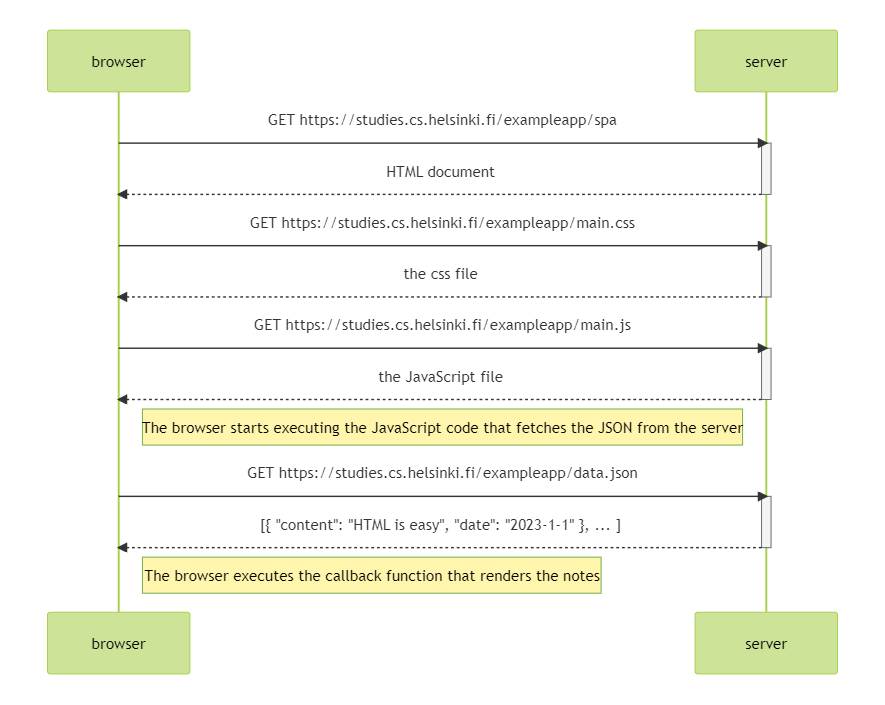 browser
server
GET https://studies.cs.helsinki.fi/exampleapp/spa
HTML document
GET https://studies.cs.helsinki.fi/exampleapp/main.css
the css file
GET https://studies.cs.helsinki.fi/exampleapp/main.js
the JavaScript file
The browser starts executing the JavaScript code that fetches the JSON from the server
GET https://studies.cs.helsinki.fi/exampleapp/data.json
[{ "content": "HTML is easy", "date": "2023-1-1" }, ... ]
The browser executes the callback function that renders the notes
browser
server